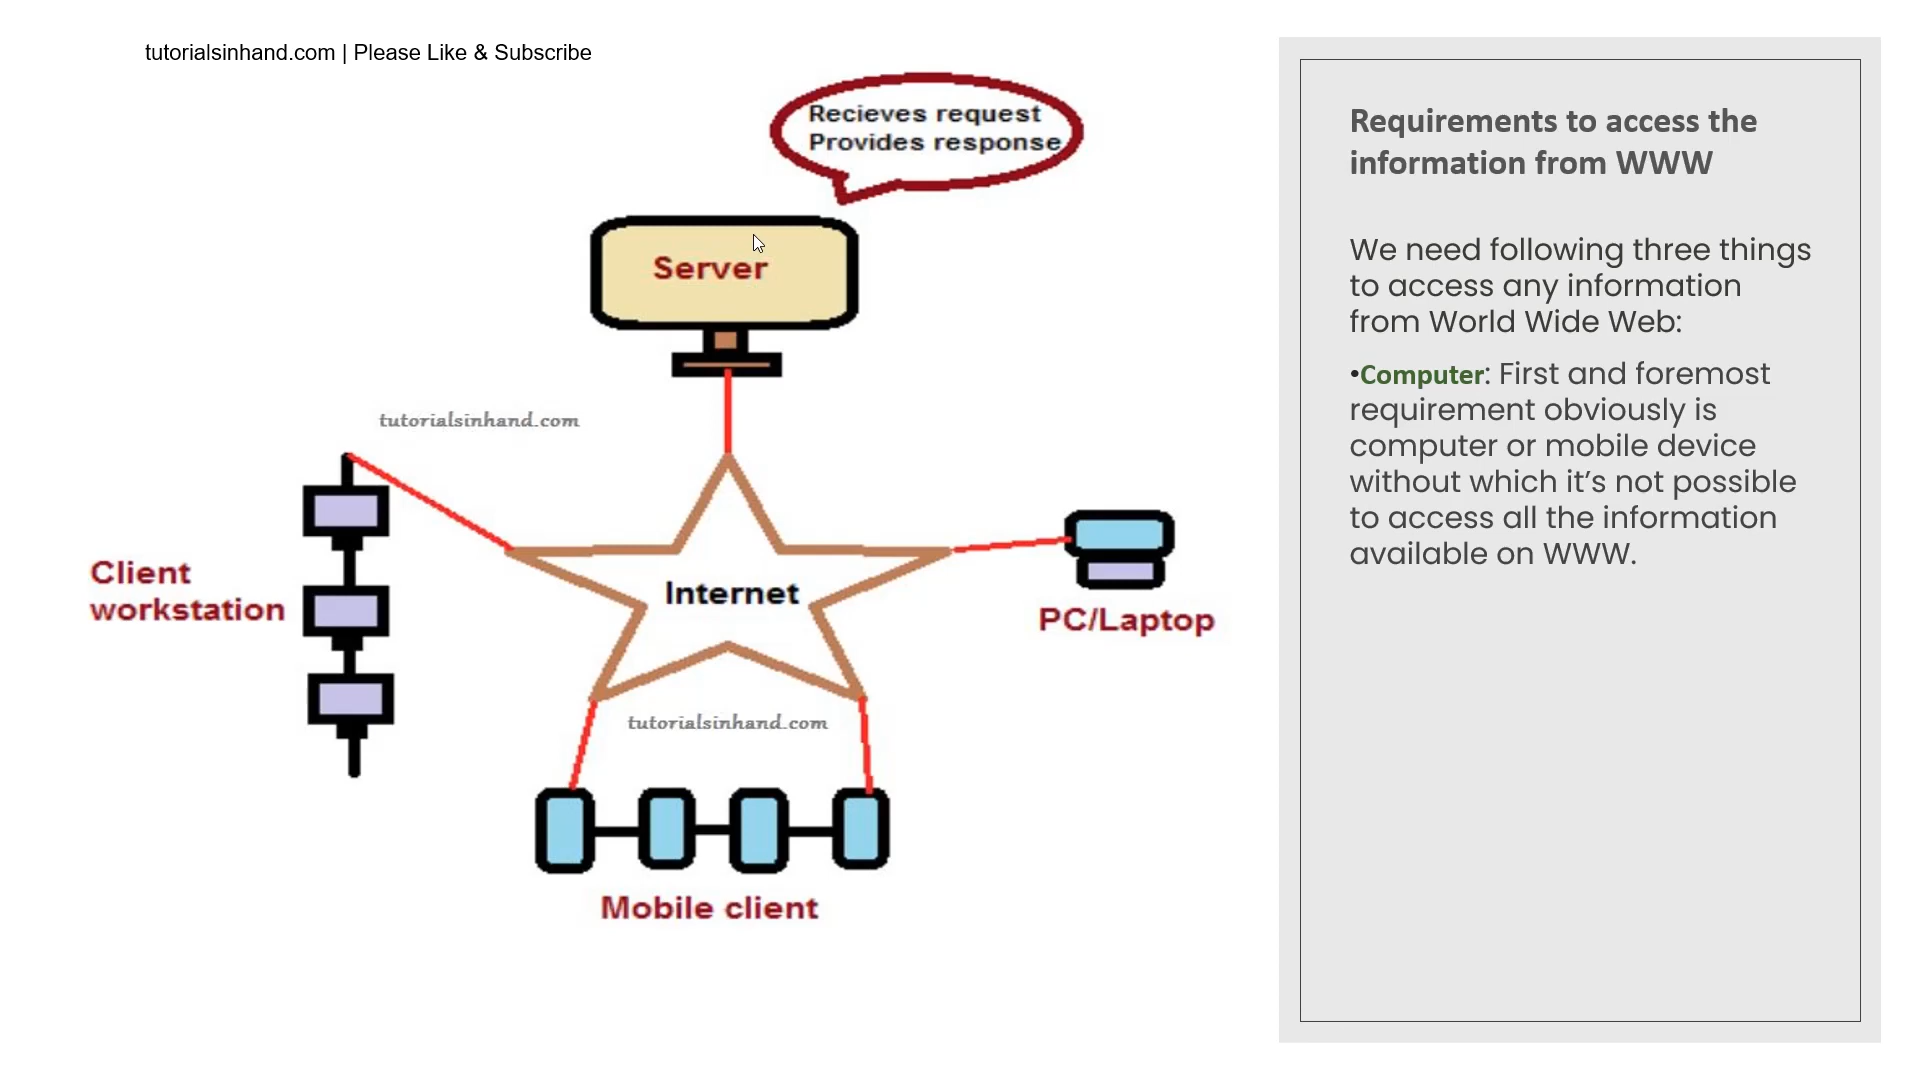 tutorialsinhand.com | Please Like & Subscribe
Recieves request
Provides response
Server
tutorialsinhand.com
Client
workstation
Internet
PC/Laptop
tutorialsinhand.com
Mobile client
Requirements to access the
information from WWW
We need following three things
to access any information
from World Wide Web:
•Computer: First and foremost
requirement obviously is
computer or mobile device
without which it’s not possible
to access all the information
available on WWW.